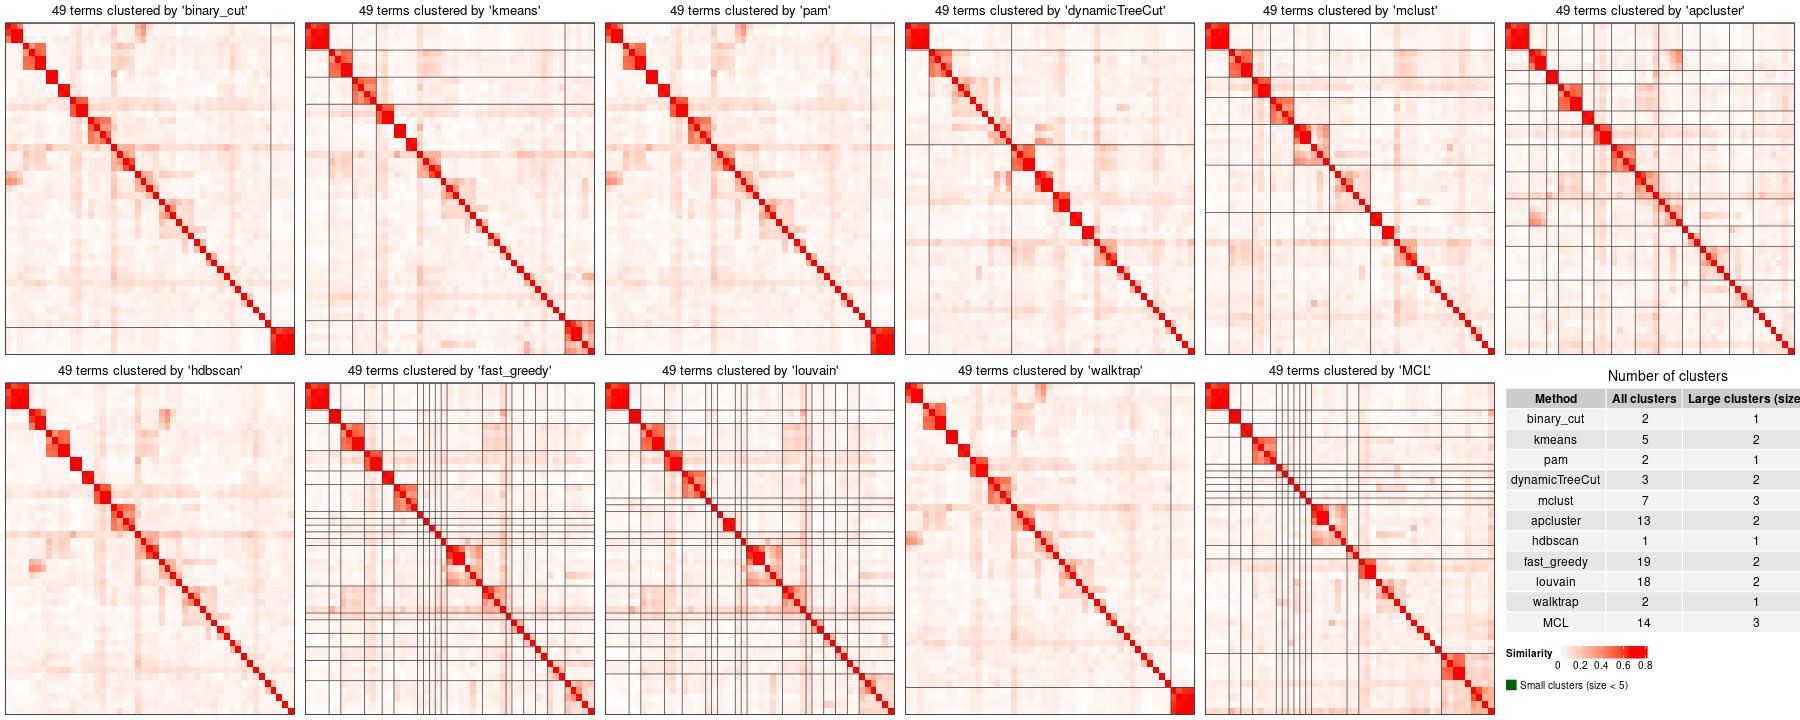 49 terms clustered by 'binary_cut'
49 terms clustered by 'kmeans'
49 terms clustered by 'pam'
49 terms clustered by 'dynamicTreeCut'
49 terms clustered by 'mclust'
49 terms clustered by 'apcluster'
49 terms clustered by 'hdbscan'
49 terms clustered by 'fast_greedy'
49 terms clustered by 'louvain'
49 terms clustered by 'walktrap'
49 terms clustered by 'MCL'
Number of clusters
Method All clusters Large clusters (size
binary_cut 2 1
kmeans 5 2
pam 2 1
dynamicTreeCut 3 2
mclust 7 3
apcluster 13 2
hdbscan 1 1
fast_greedy 19 2
louvain 18 2
walktrap 2 1
MCL 14 3
Similarity
0 0.2 0.4 0.6 0.8
Small clusters (size < 5)